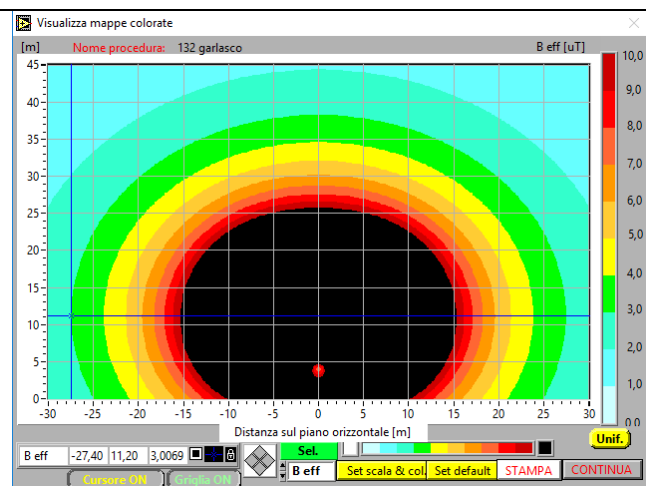 Visualizza mappe colorate
[m] Nome procedura: 132 garlasco B eff [uT]
45
40
35
30
25
20
15
10
5
0
-30 -25 -20 -15 -10 -5 0 5 10 15 20 25 30
10,0
9,0
8,0
7,0
6,0
5,0
4,0
3,0
2,0
1,0
0,0
Distanza sul piano orizzontale [m]
Unif.
B eff -27,40 11,20 3,0069
Sel.
B eff
Set scala & col Set default STAMPA CONTINUA
Cursore ON Griglia ON